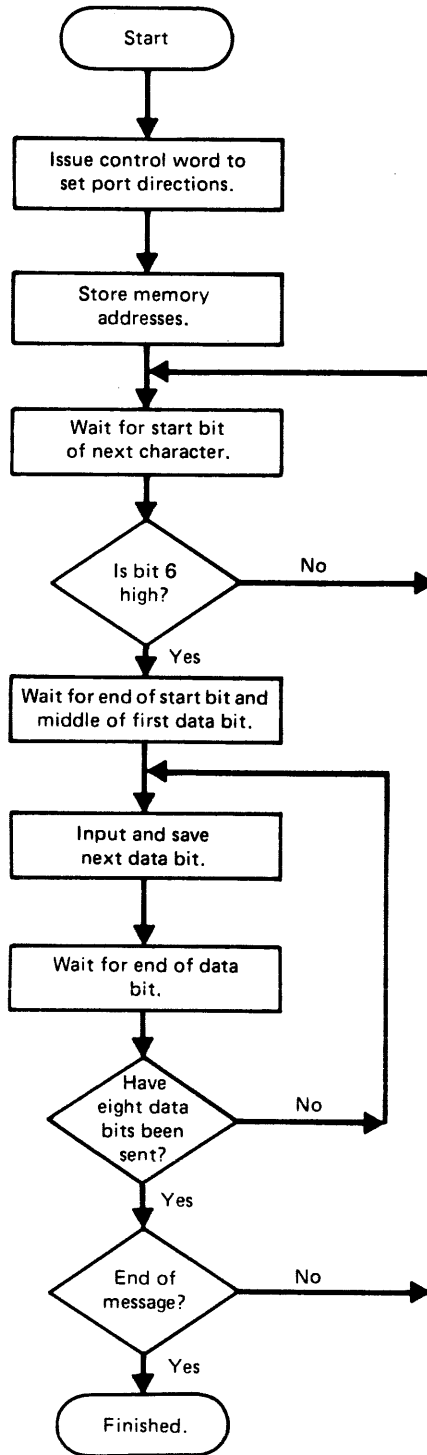 Start
Issue control word to
set port directions.
Store memory
addresses.
Wait for start bit
of next character.
Is bit 6
high?
No
Yes
Wait for end of start bit and
middle of first data bit.
Input and save
next data bit.
Wait for end of data
bit.
Have
eight data
bits been
sent?
No
Yes
End of
message?
No
Yes
Finished.